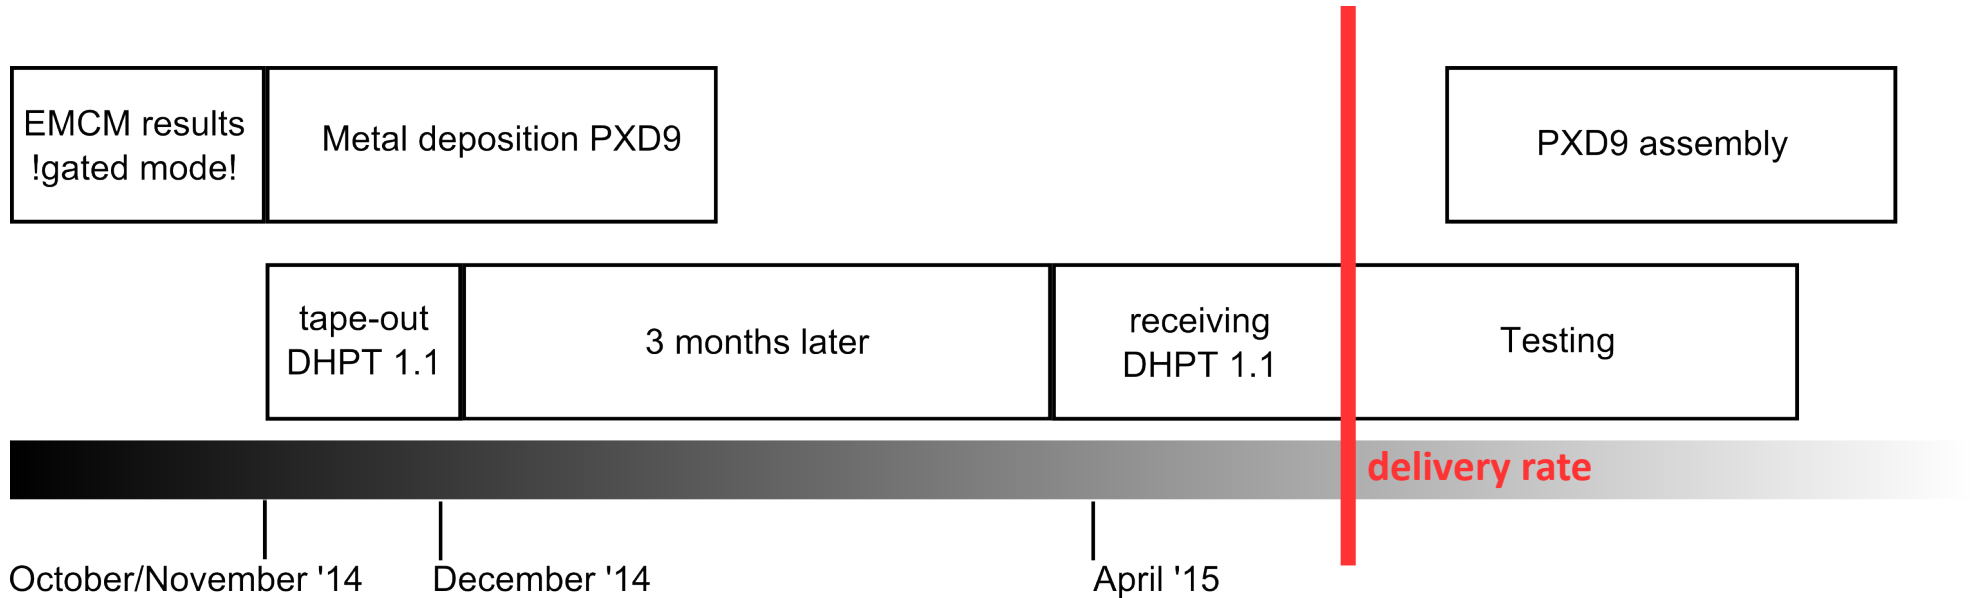 EMCM results
!gated mode!
Metal deposition PXD9
PXD9 assembly
tape-out
DHPT 1.1
3 months later
receiving
DHPT 1.1
Testing
delivery rate
October/November '14
December '14
April '15